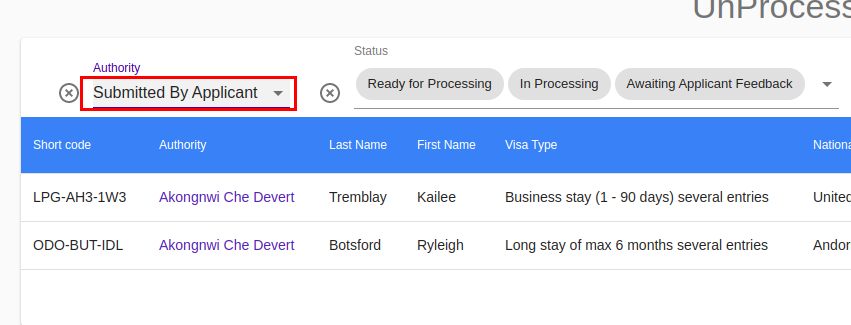 UnProcess
Status
Authority
Submitted By Applicant
Ready for Processing In Processing Awaiting Applicant Feedback
Short code Authority Last Name First Name Visa Type Nationa
LPG-AH3-1W3 Akongnwi Che Devert Tremblay Kailee Business stay (1 - 90 days) several entries United
ODO-BUT-IDL Akongnwi Che Devert Botsford Ryleigh Long stay of max 6 months several entries Andor